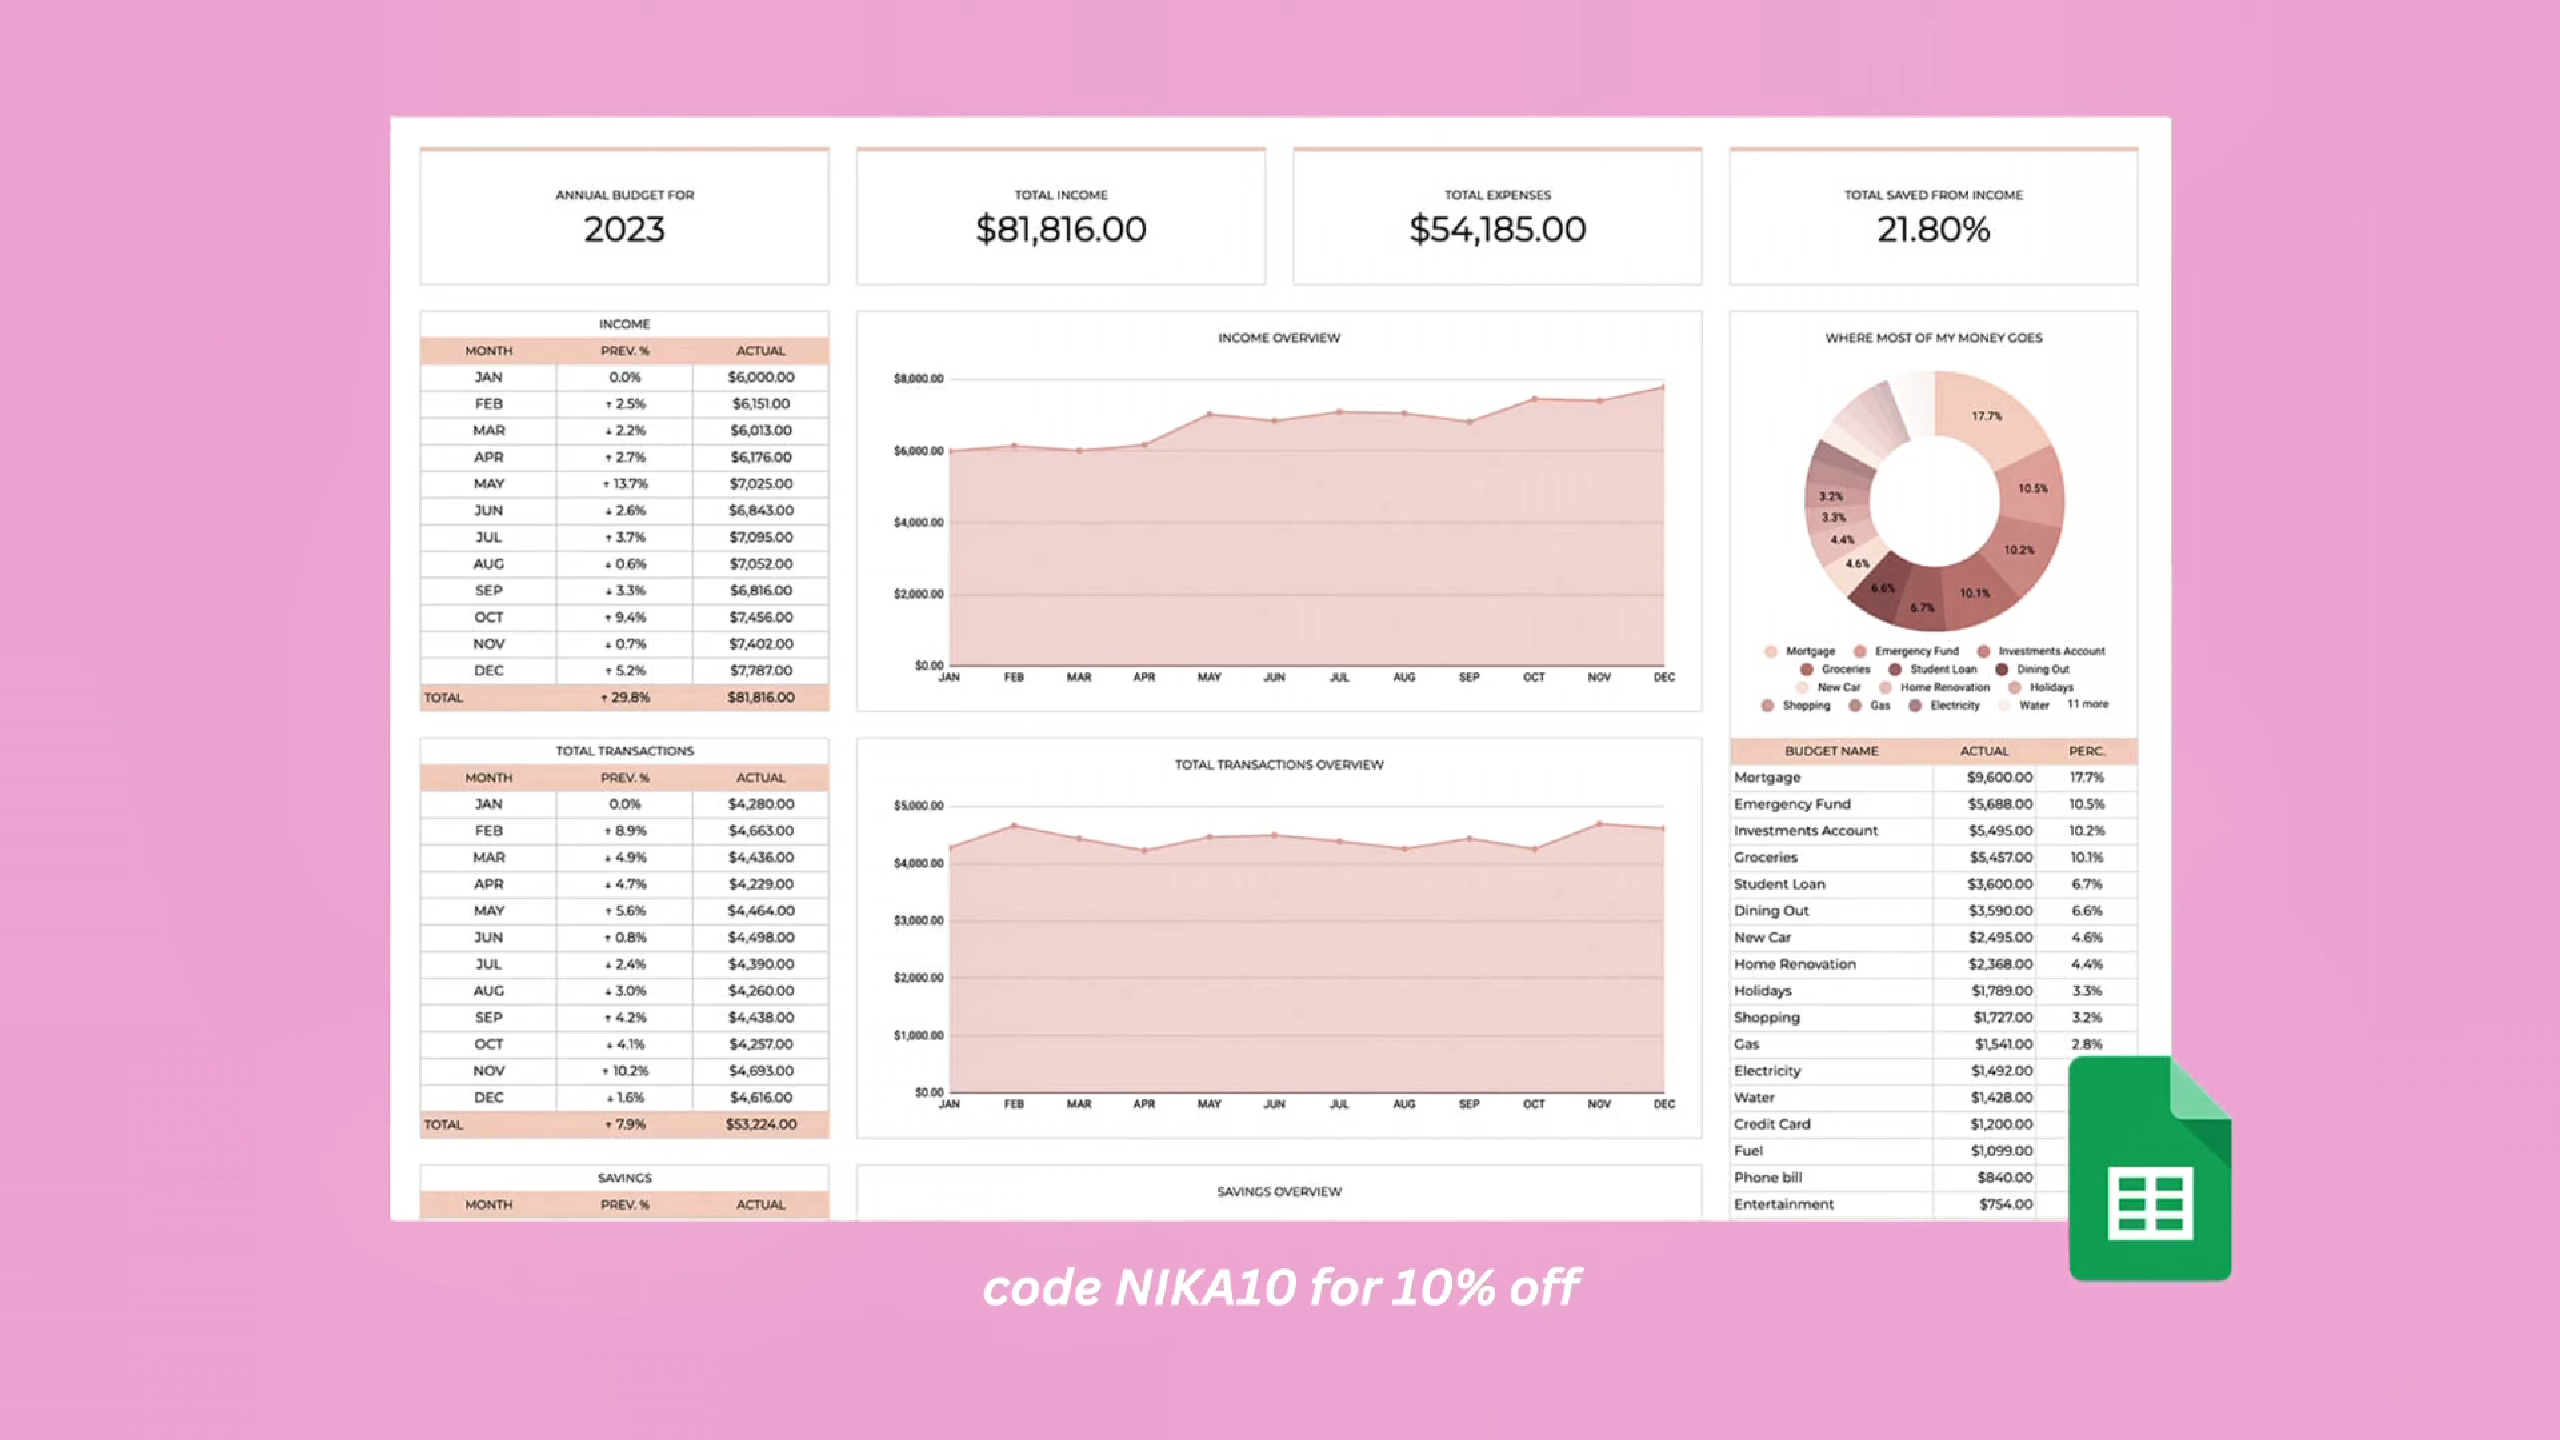 ANNUAL BUDGET FOR
2023
TOTAL INCOME
$81,816.00
TOTAL EXPENSES
$54,185.00
TOTAL SAVED FROM INCOME
21.80%
INCOME
MONTH PREV. % ACTUAL
JAN 0.0% $6,000.00
FEB ↑ 2.5% $6,151.00
MAR ↓ 2.2% $6,013.00
APR ↑ 2.7% $6,176.00
MAY ↑ 13.7% $7,025.00
JUN ↓ 2.6% $6,843.00
JUL ↑ 3.7% $7,095.00
AUG ↓ 0.6% $7,052.00
SEP ↓ 3.3% $6,816.00
OCT ↑ 9.4% $7,456.00
NOV ↓ 0.7% $7,402.00
DEC ↑ 5.2% $7,787.00
TOTAL ↑ 29.8% $81,816.00
INCOME OVERVIEW
$8,000.00
$6,000.00
$4,000.00
$2,000.00
$0.00
JAN FEB MAR APR MAY JUN JUL AUG SEP OCT NOV DEC
WHERE MOST OF MY MONEY GOES
17.7%
10.5%
10.2%
10.1%
6.7%
6.6%
4.6%
4.4%
3.3%
3.2%
Mortgage Emergency Fund Investments Account
Groceries Student Loan Dining Out
New Car Home Renovation Holidays
Shopping Gas Electricity Water 11 more
TOTAL TRANSACTIONS
MONTH PREV. % ACTUAL
JAN 0.0% $4,280.00
FEB ↑ 8.9% $4,663.00
MAR ↓ 4.9% $4,436.00
APR ↓ 4.7% $4,229.00
MAY ↑ 5.6% $4,464.00
JUN ↑ 0.8% $4,498.00
JUL ↓ 2.4% $4,390.00
AUG ↓ 3.0% $4,260.00
SEP ↑ 4.2% $4,438.00
OCT ↓ 4.1% $4,257.00
NOV ↑ 10.2% $4,693.00
DEC ↓ 1.6% $4,616.00
TOTAL ↑ 7.9% $53,224.00
TOTAL TRANSACTIONS OVERVIEW
$5,000.00
$4,000.00
$3,000.00
$2,000.00
$1,000.00
$0.00
JAN FEB MAR APR MAY JUN JUL AUG SEP OCT NOV DEC
BUDGET NAME ACTUAL PERC.
Mortgage $9,600.00 17.7%
Emergency Fund $5,688.00 10.5%
Investments Account $5,495.00 10.2%
Groceries $5,457.00 10.1%
Student Loan $3,600.00 6.7%
Dining Out $3,590.00 6.6%
New Car $2,495.00 4.6%
Home Renovation $2,368.00 4.4%
Holidays $1,789.00 3.3%
Shopping $1,727.00 3.2%
Gas $1,541.00 2.8%
Electricity $1,492.00
Water $1,428.00
Credit Card $1,200.00
Fuel $1,099.00
Phone bill $840.00
Entertainment $754.00
SAVINGS
MONTH PREV. % ACTUAL
SAVINGS OVERVIEW
code NIKA10 for 10% off